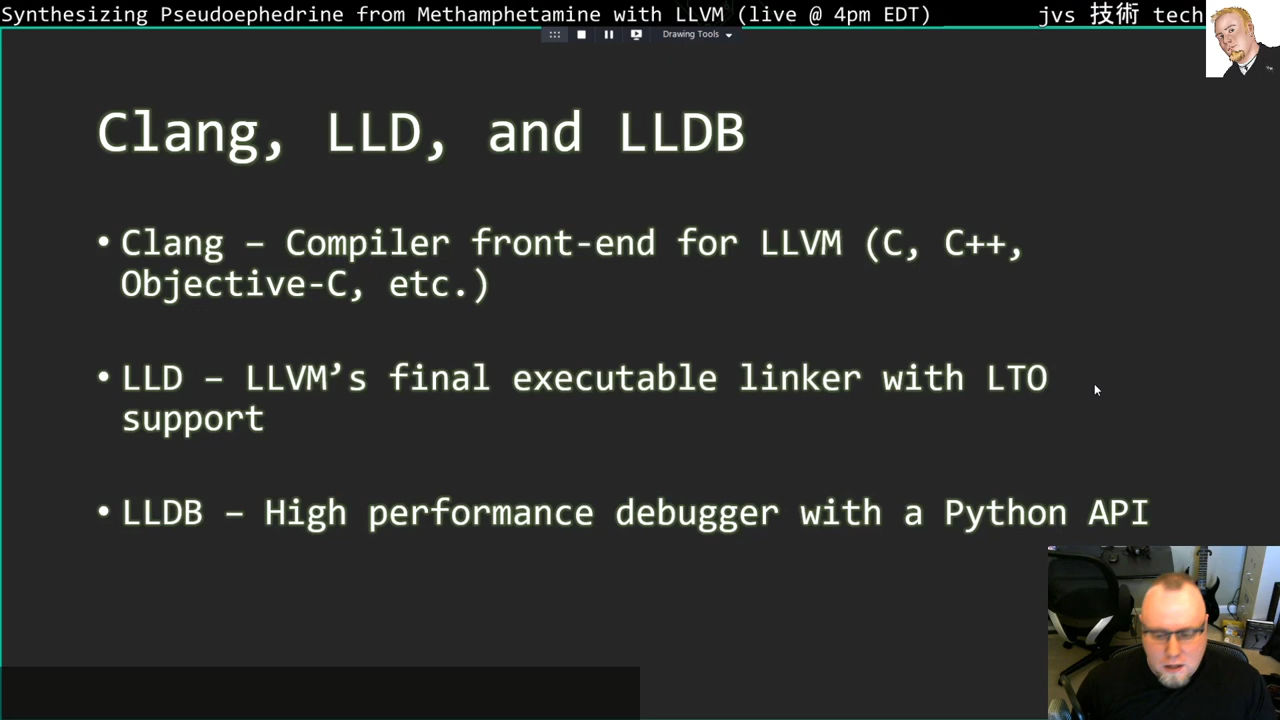 Synthesizing Pseudoephedrine from Methamphetamine with LLVM (live @ 4pm EDT) jvs 技術 tech
Drawing Tools
Clang, LLD, and LLDB
• Clang – Compiler front-end for LLVM (C, C++,
Objective-C, etc.)
• LLD – LLVM’s final executable linker with LTO
support
• LLDB – High performance debugger with a Python API